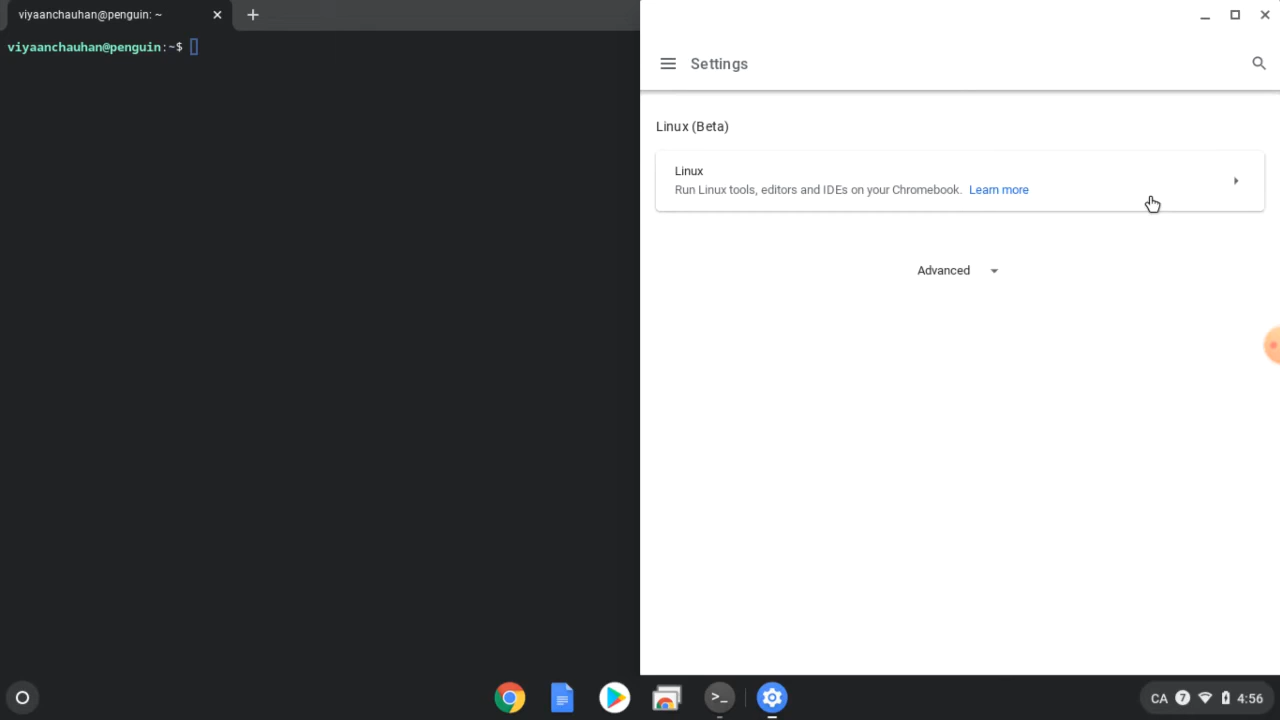 viyaanchauhan@penguin: ~
viyaanchauhan@penguin:~$
Settings
Linux (Beta)
Linux
Run Linux tools, editors and IDEs on your Chromebook. Learn more
Advanced
>_
CA 7 4:56